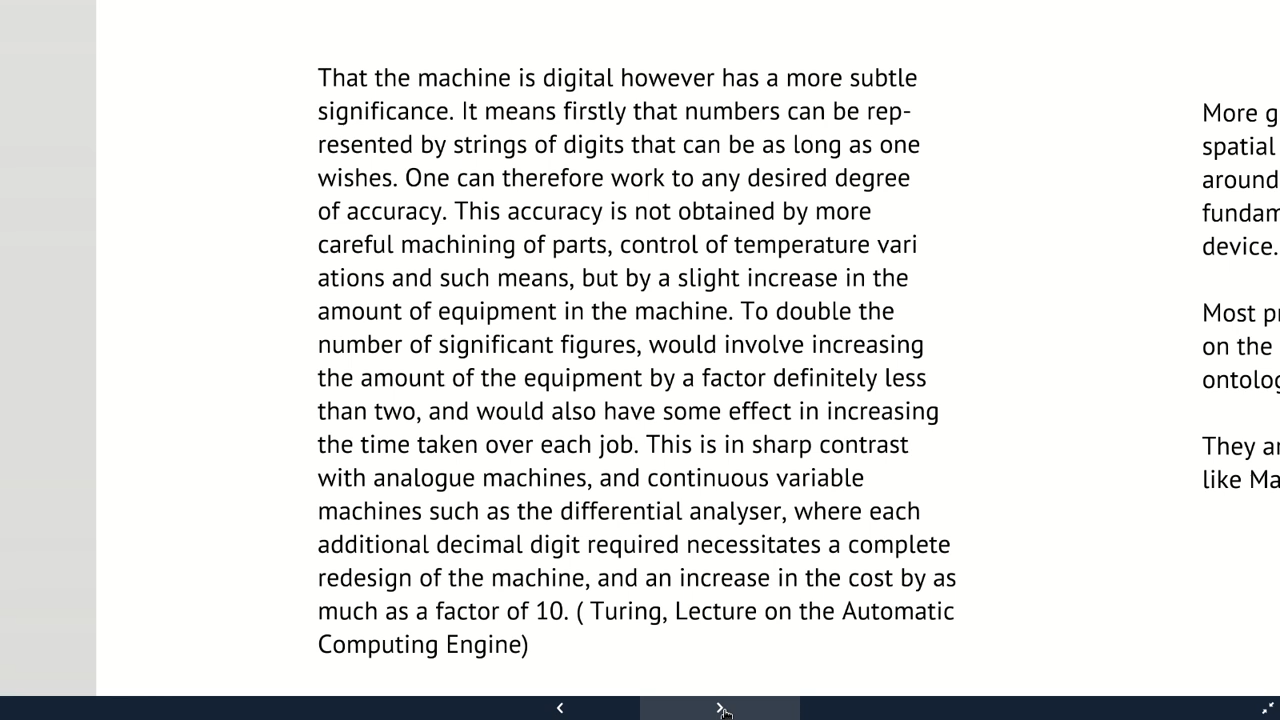 That the machine is digital however has a more subtle
significance. It means firstly that numbers can be rep-
resented by strings of digits that can be as long as one
wishes. One can therefore work to any desired degree
of accuracy. This accuracy is not obtained by more
careful machining of parts, control of temperature vari
ations and such means, but by a slight increase in the
amount of equipment in the machine. To double the
number of significant figures, would involve increasing
the amount of the equipment by a factor definitely less
than two, and would also have some effect in increasing
the time taken over each job. This is in sharp contrast
with analogue machines, and continuous variable
machines such as the differential analyser, where each
additional decimal digit required necessitates a complete
redesign of the machine, and an increase in the cost by as
much as a factor of 10. ( Turing, Lecture on the Automatic
Computing Engine)
More
spatial
around
device.
Most
on the
They
like